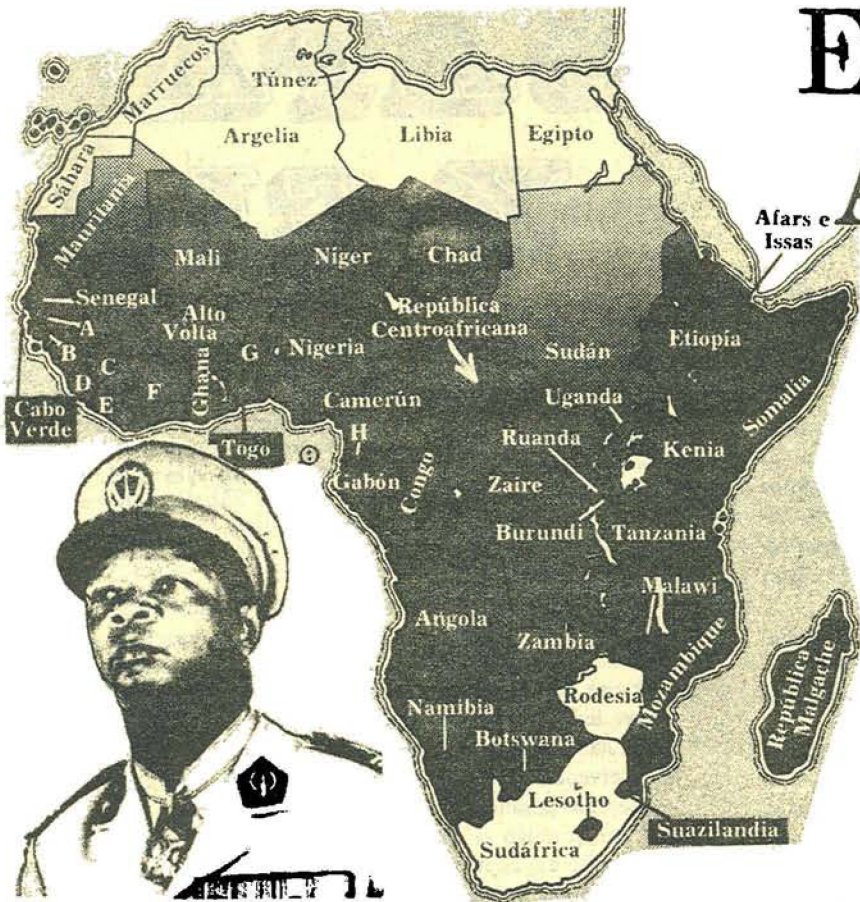 E
Marruecos
Túnez
Argelia
Libia
Egipto
Sáhara
Mauritania
Afars e
Issas
Mali
Níger
Chad
Senegal
Alto
Volta
República
Centroafricana
A
B
C
D
E
F
G
Ghana
Nigeria
Sudán
Etiopía
Cabo
Verde
Togo
Camerún
H
Gabón
Congo
Uganda
Ruanda
Kenia
Somalia
Zaire
Burundi
Tanzania
Malawi
Angola
Zambia
Mozambique
Rodesia
República
Malgache
Namibia
Botswana
Lesotho
Suazilandia
Sudáfrica